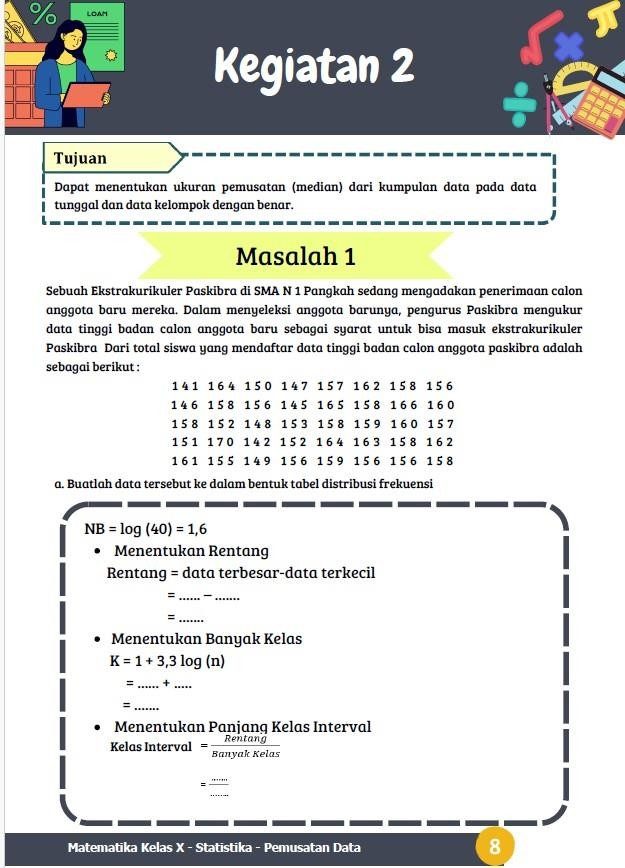 %
LOAN
Kegiatan 2
Tujuan
Dapat menentukan ukuran pemusatan (median) dari kumpulan data pada data
tunggal dan data kelompok dengan benar.
Masalah 1
Sebuah Ekstrakurikuler Paskibra di SMA N 1 Pangkah sedang mengadakan penerimaan calon
anggota baru mereka. Dalam menyeleksi anggota barunya, pengurus Paskibra mengukur
data tinggi badan calon anggota baru sebagai syarat untuk bisa masuk ekstrakurikuler
Paskibra Dari total siswa yang mendaftar data tinggi badan calon anggota paskibra adalah
sebagai berikut :
141 164 150 147 157 162 158 156
146 158 156 145 165 158 166 160
158 152 148 153 158 159 160 157
151 170 142 152 164 163 158 162
161 155 149 156 159 156 156 158
a. Buatlah data tersebut ke dalam bentuk tabel distribusi frekuensi
NB = log (40) = 1,6
• Menentukan Rentang
Rentang = data terbesar-data terkecil
= ...... – .......
= .......
• Menentukan Banyak Kelas
K = 1 + 3,3 log (n)
= ...... + .....
= .......
• Menentukan Panjang Kelas Interval
Kelas Interval = Rentang / Banyak Kelas
= ....... / ........
Matematika Kelas X - Statistika - Pemusatan Data
8